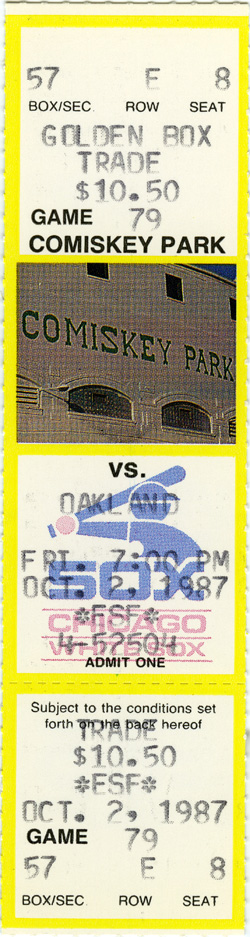 57 E 8
BOX/SEC. ROW SEAT
GOLDEN BOX
TRADE
$10.50
GAME 79
COMISKEY PARK
COMISKEY PARK
VS.
OAKLAND
FRI. 7:00 PM
SOX
OCT. 2, 1987
*ESF*
CHICAGO
4-52504
WHITE SOX
ADMIT ONE
Subject to the conditions set
forth on the back hereof
TRADE
$10.50
*ESF*
OCT. 2, 1987
GAME 79
57 E 8
BOX/SEC. ROW SEAT